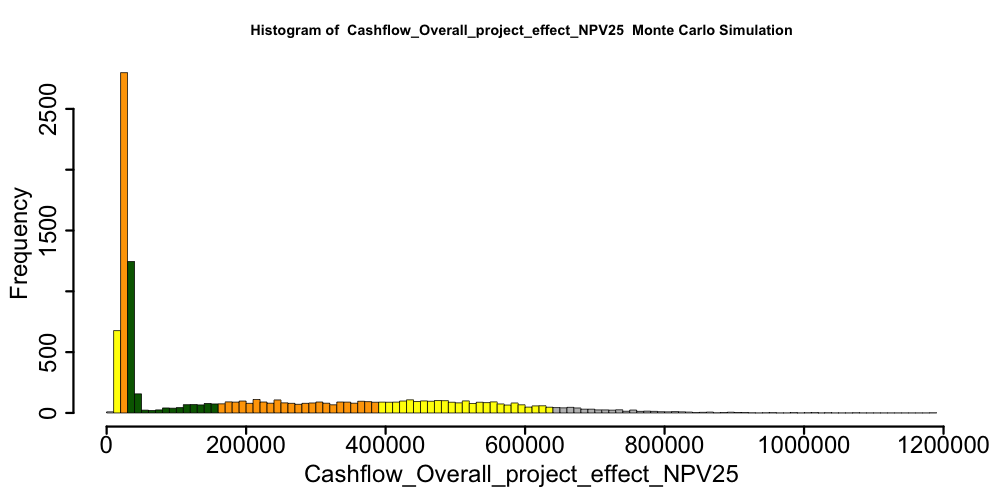 Histogram of  Cashflow_Overall_project_effect_NPV25  Monte Carlo Simulation
Frequency
2500
1500
500
0
0 200000 400000 600000 800000 1000000 1200000
Cashflow_Overall_project_effect_NPV25